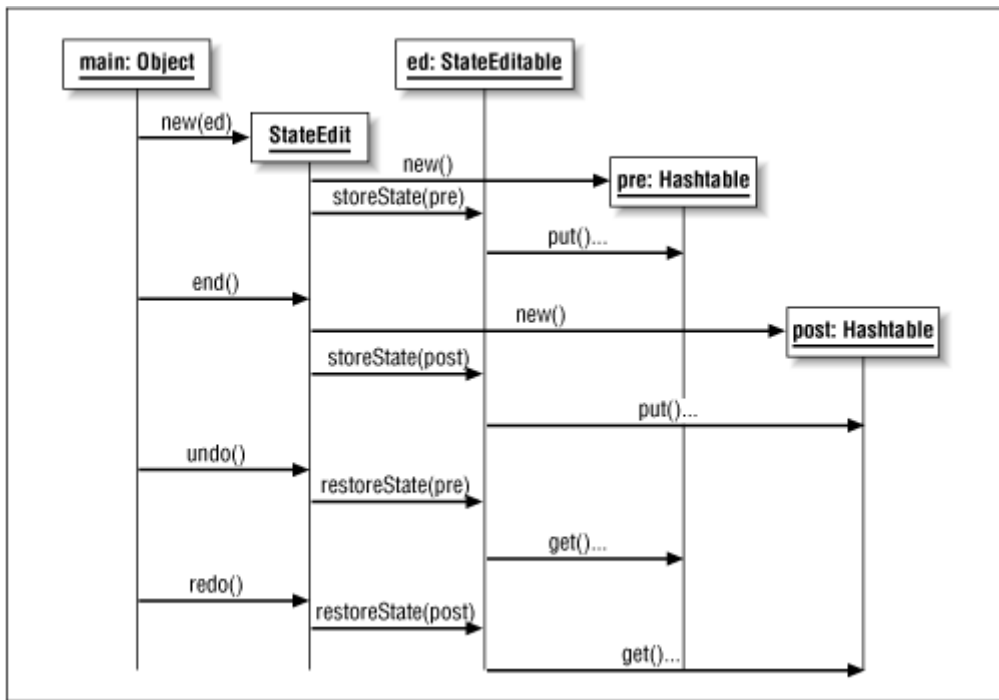 main: Object
ed: StateEditable
new(ed)
StateEdit
new()
pre: Hashtable
storeState(pre)
put()...
end()
new()
post: Hashtable
storeState(post)
put()...
undo()
restoreState(pre)
get()...
redo()
restoreState(post)
get()...